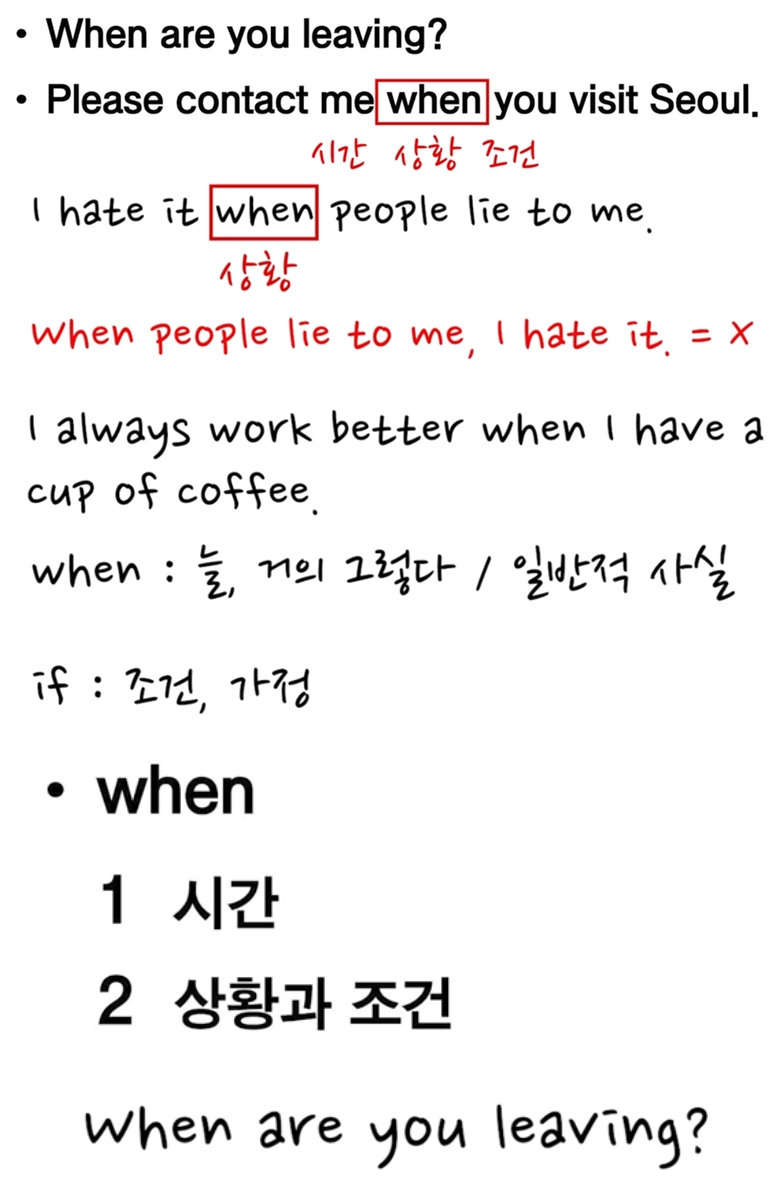 • When are you leaving?
• Please contact me when you visit Seoul.
시간 상황 조건
I hate it when people lie to me.
상황
When people lie to me, I hate it. = X
I always work better when I have a
cup of coffee.
when : 늘, 거의 그렇다 / 일반적 사실
if : 조건, 가정
• when
1 시간
2 상황과 조건
When are you leaving?